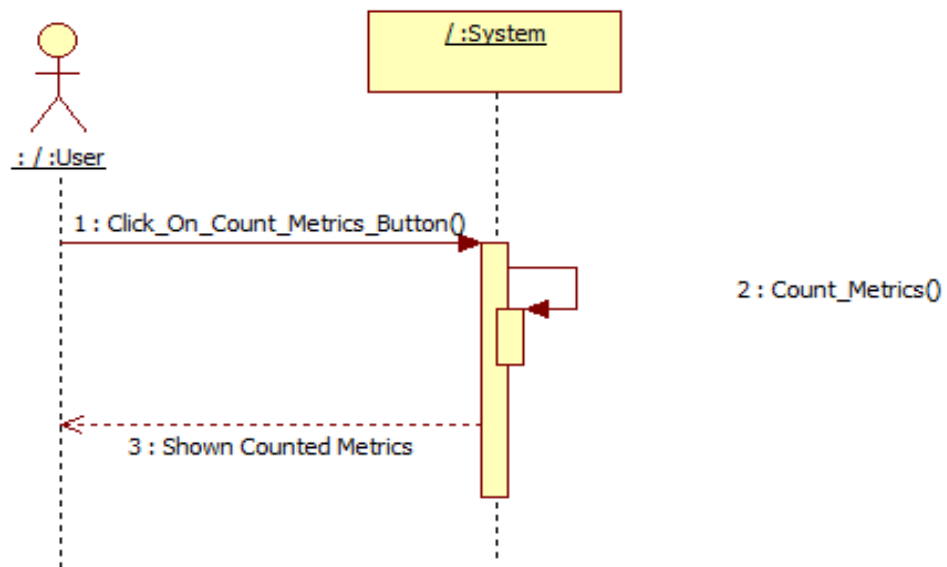 / :System
: / :User
1 : Click_On_Count_Metrics_Button()
2 : Count_Metrics()
3 : Shown Counted Metrics